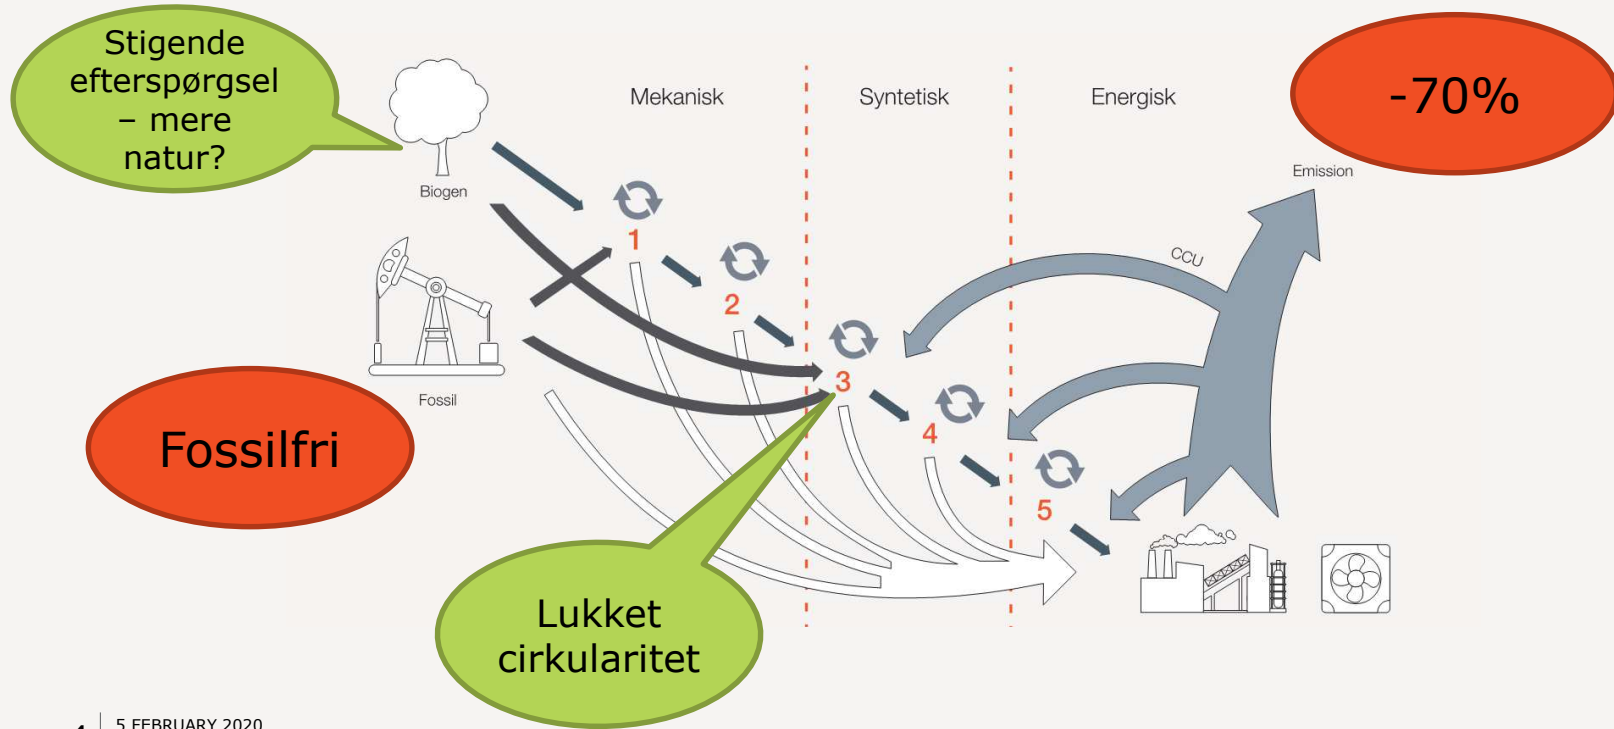 Stigende
efterspørgsel
– mere
natur?
Mekanisk
Syntetisk
Energisk
-70%
Emission
Biogen
CCU
1
2
3
4
5
Fossil
Fossilfri
Lukket
cirkularitet
5 FEBRUARY 2020